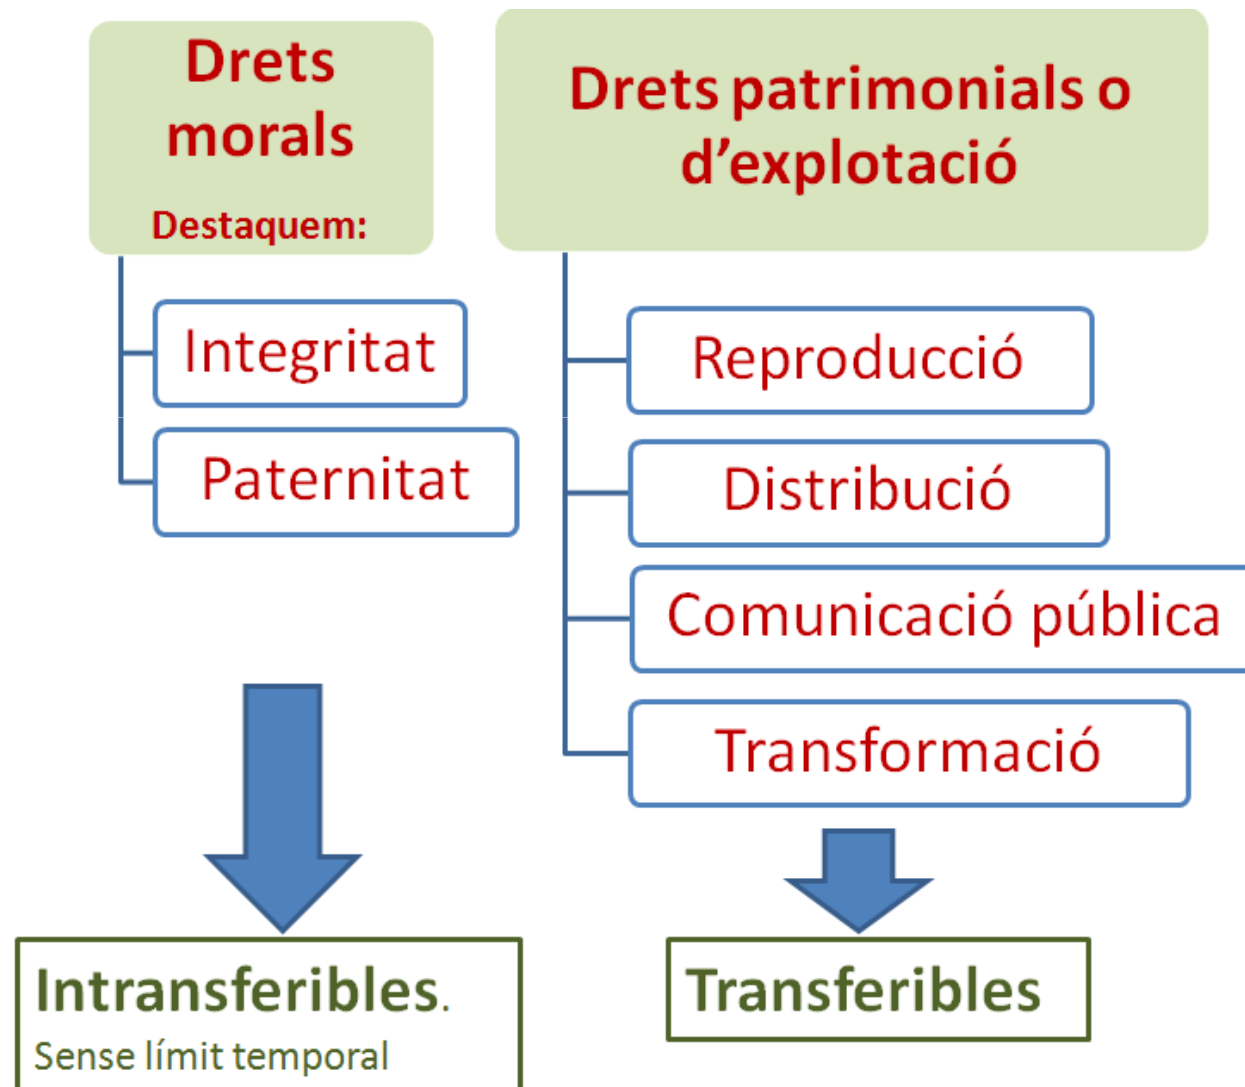 Drets
morals
Destaquem:
Integritat
Paternitat
Intransferibles.
Sense límit temporal
Drets patrimonials o
d’explotació
Reproducció
Distribució
Comunicació pública
Transformació
Transferibles